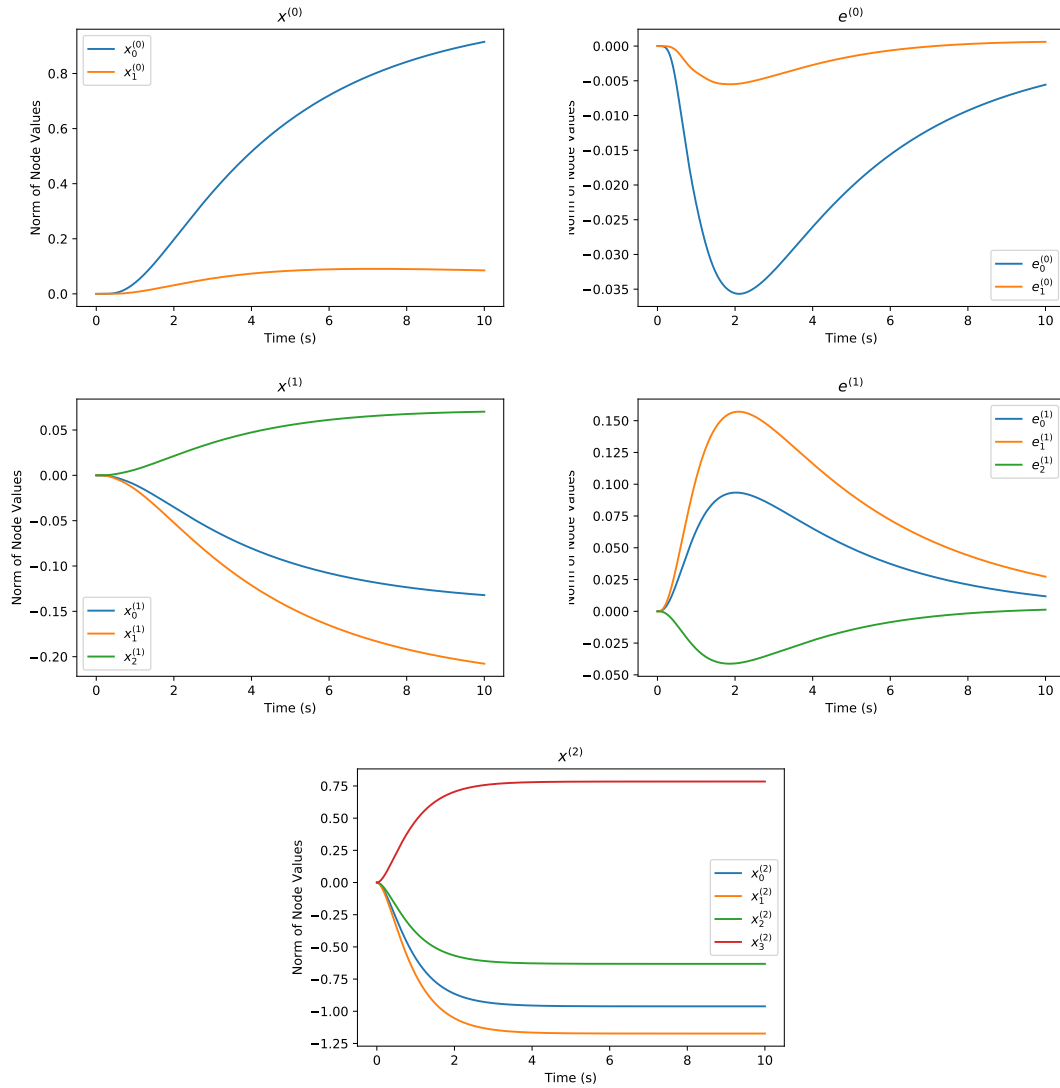 x^(0)
Norm of Node Values
0.8
0.6
0.4
0.2
0.0
x_0^(0)
x_1^(0)
0 2 4 6 8 10
Time (s)
e^(0)
Norm of Node Values
0.000
−0.005
−0.010
−0.015
−0.020
−0.025
−0.030
−0.035
e_0^(0)
e_1^(0)
0 2 4 6 8 10
Time (s)
x^(1)
Norm of Node Values
0.05
0.00
−0.05
−0.10
−0.15
−0.20
x_0^(1)
x_1^(1)
x_2^(1)
0 2 4 6 8 10
Time (s)
e^(1)
Norm of Node Values
0.150
0.125
0.100
0.075
0.050
0.025
0.000
−0.025
−0.050
e_0^(1)
e_1^(1)
e_2^(1)
0 2 4 6 8 10
Time (s)
x^(2)
Norm of Node Values
0.75
0.50
0.25
0.00
−0.25
−0.50
−0.75
−1.00
−1.25
x_0^(2)
x_1^(2)
x_2^(2)
x_3^(2)
0 2 4 6 8 10
Time (s)